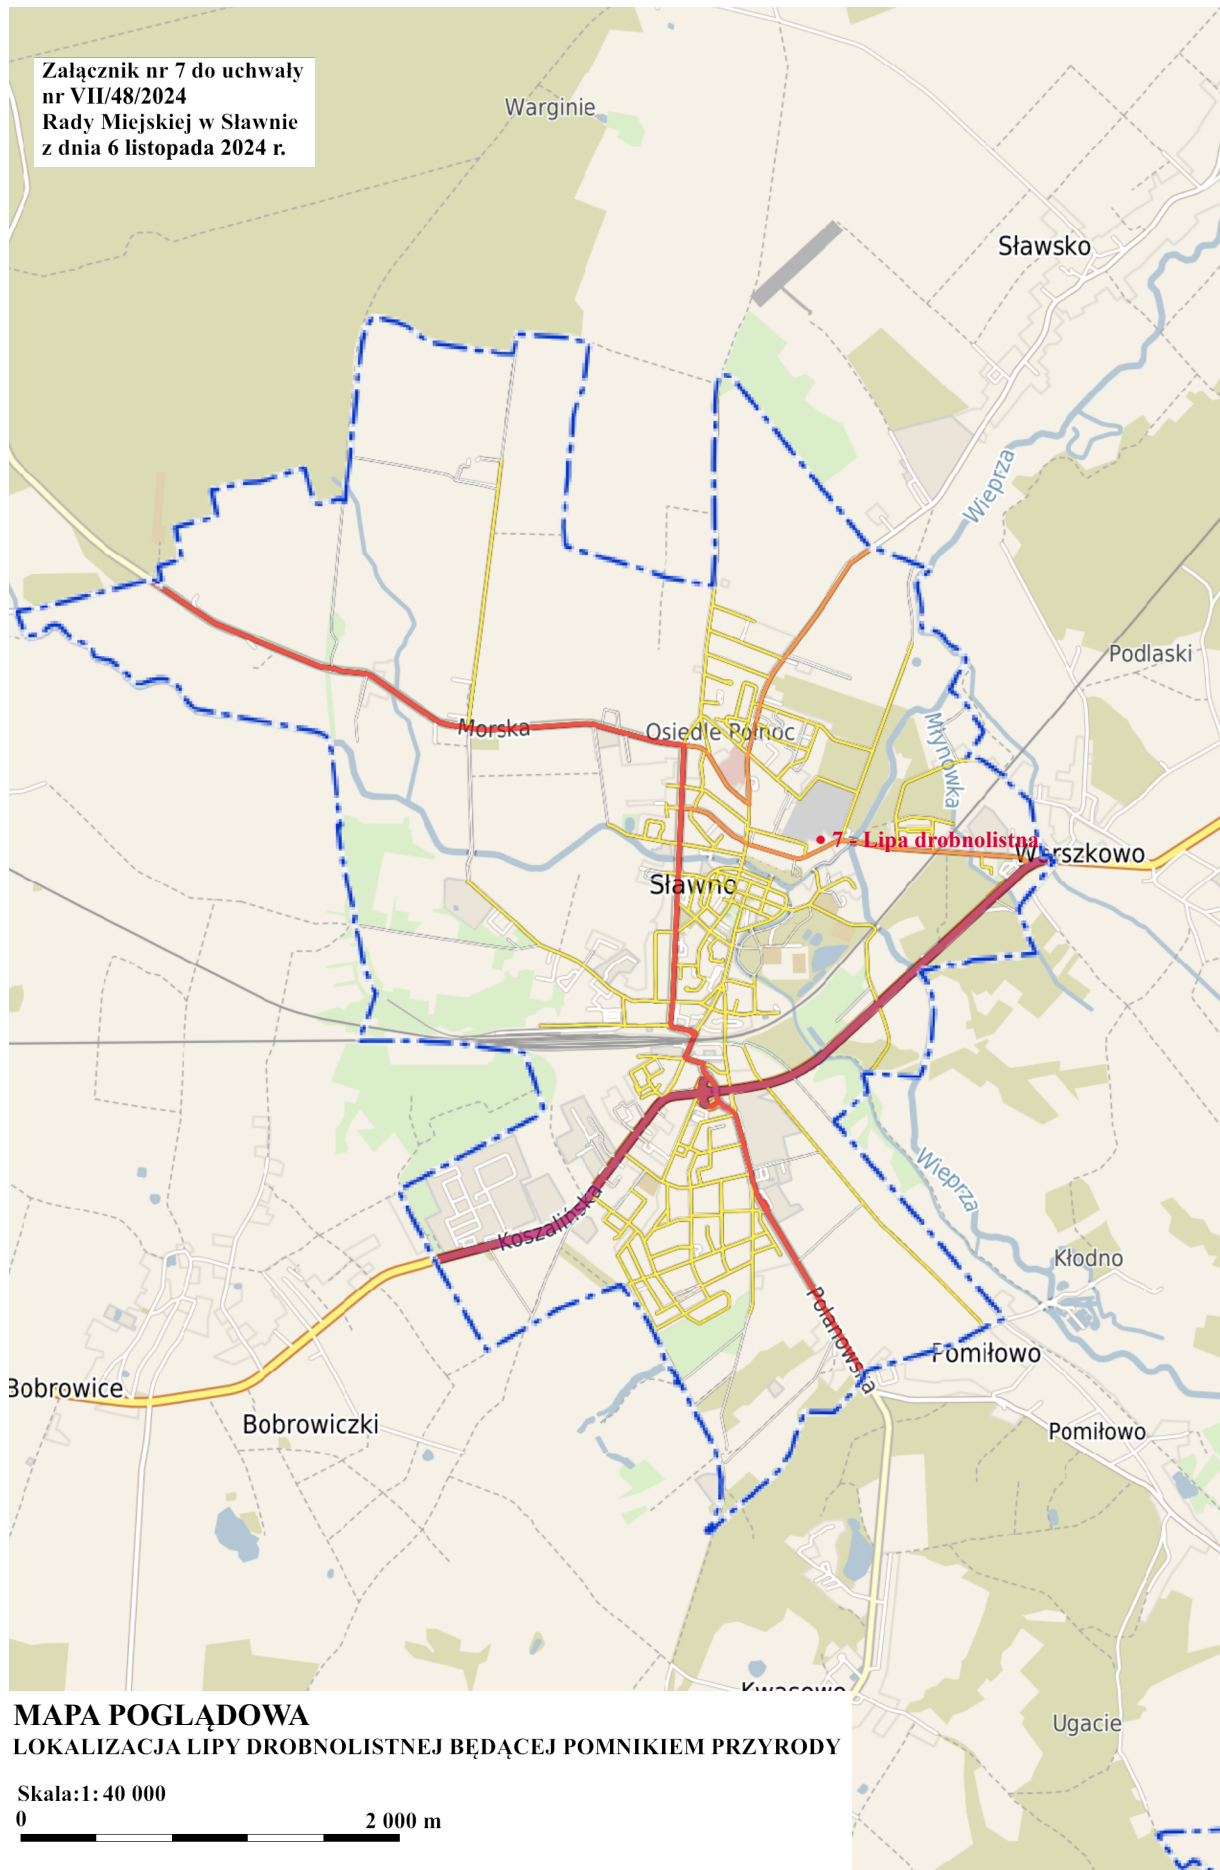 Załącznik nr 7 do uchwały
nr VII/48/2024
Rady Miejskiej w Sławnie
z dnia 6 listopada 2024 r.
Warginie
Sławsko
Wieprza
Podlaski
Morska
Osiedle Północ
Młynówka
7 - Lipa drobnolistna
Warszkowo
Sławno
Wieprza
Koszalińska
Kłodno
Polanowska
Pomiłowo
Bobrowice
Bobrowiczki
Pomiłowo
Kwasowo
Ugacie
MAPA POGLĄDOWA
LOKALIZACJA LIPY DROBNOLISTNEJ BĘDĄCEJ POMNIKIEM PRZYRODY
Skala:1: 40 000
0 2 000 m